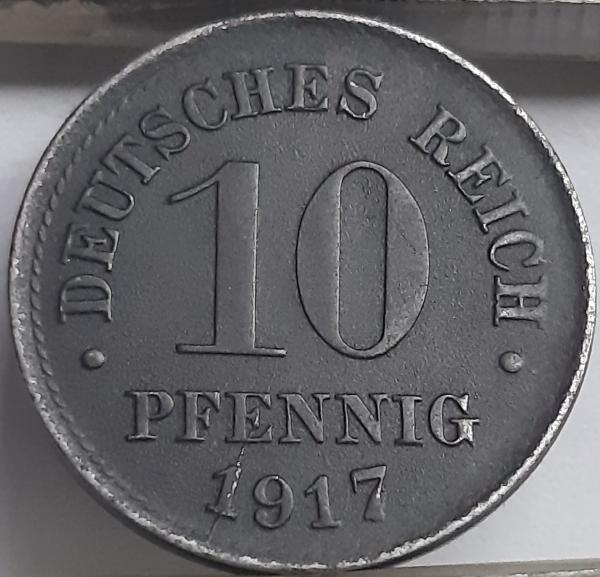 DEUTSCHES REICH
10
PFENNIG
1917